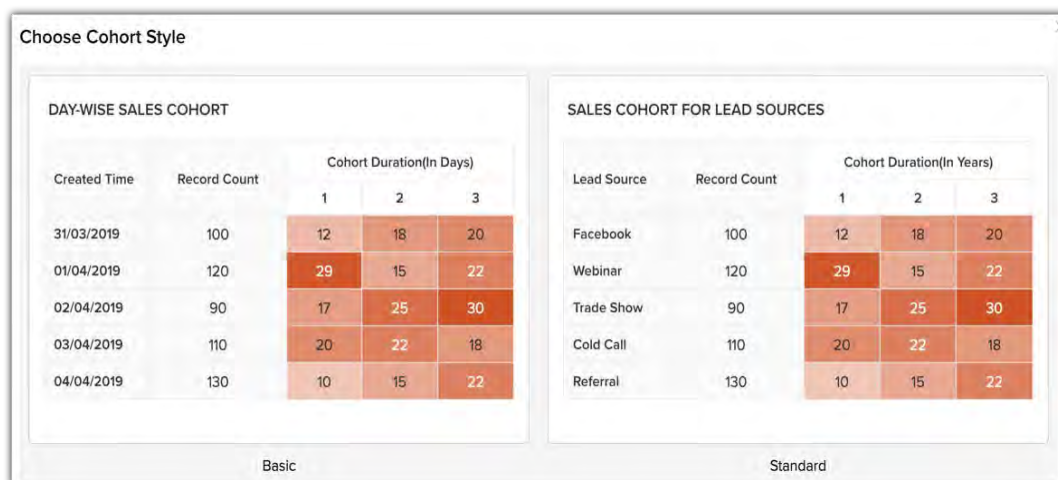 Choose Cohort Style
DAY-WISE SALES COHORT
Created Time Record Count Cohort Duration(In Days)
1 2 3
31/03/2019 100 12 18 20
01/04/2019 120 29 15 22
02/04/2019 90 17 25 30
03/04/2019 110 20 22 18
04/04/2019 130 10 15 22
Basic
SALES COHORT FOR LEAD SOURCES
Lead Source Record Count Cohort Duration(In Years)
1 2 3
Facebook 100 12 18 20
Webinar 120 29 15 22
Trade Show 90 17 25 30
Cold Call 110 20 22 18
Referral 130 10 15 22
Standard